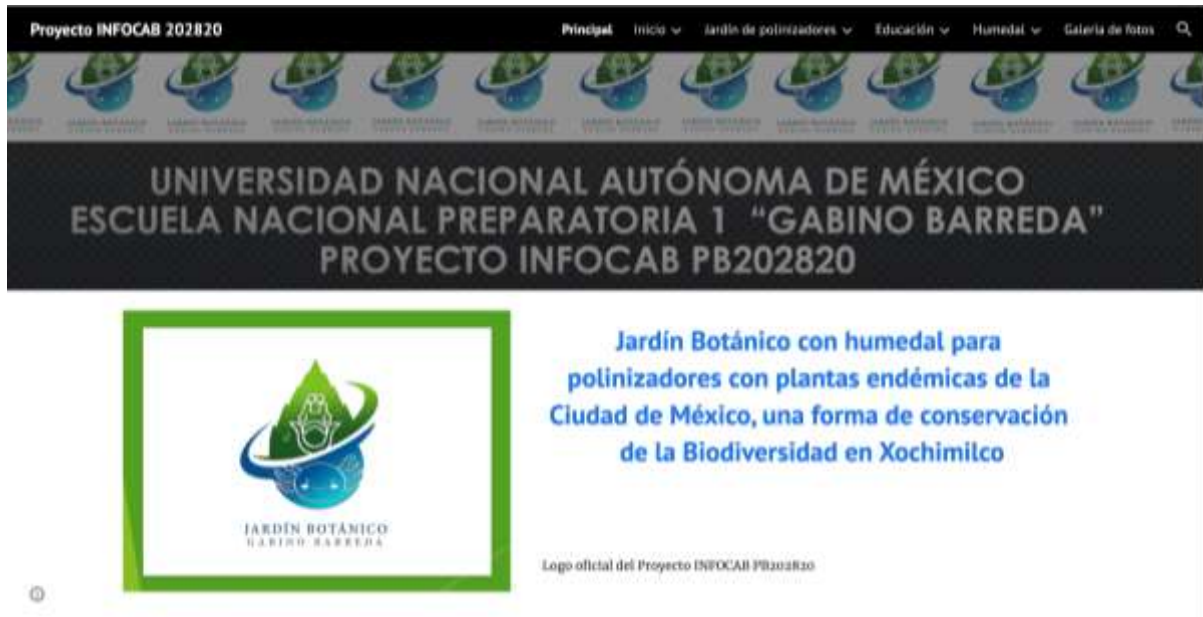 Proyecto INFOCAB 202820
Principal Inicio Jardín de polinizadores Educación Humedal Galería de fotos
UNIVERSIDAD NACIONAL AUTÓNOMA DE MÉXICO
ESCUELA NACIONAL PREPARATORIA 1 “GABINO BARREDA”
PROYECTO INFOCAB PB202820
Jardín Botánico con humedal para
polinizadores con plantas endémicas de la
Ciudad de México, una forma de conservación
de la Biodiversidad en Xochimilco
JARDÍN BOTÁNICO
GABINO BARREDA
Logo oficial del Proyecto INFOCAB PB202820